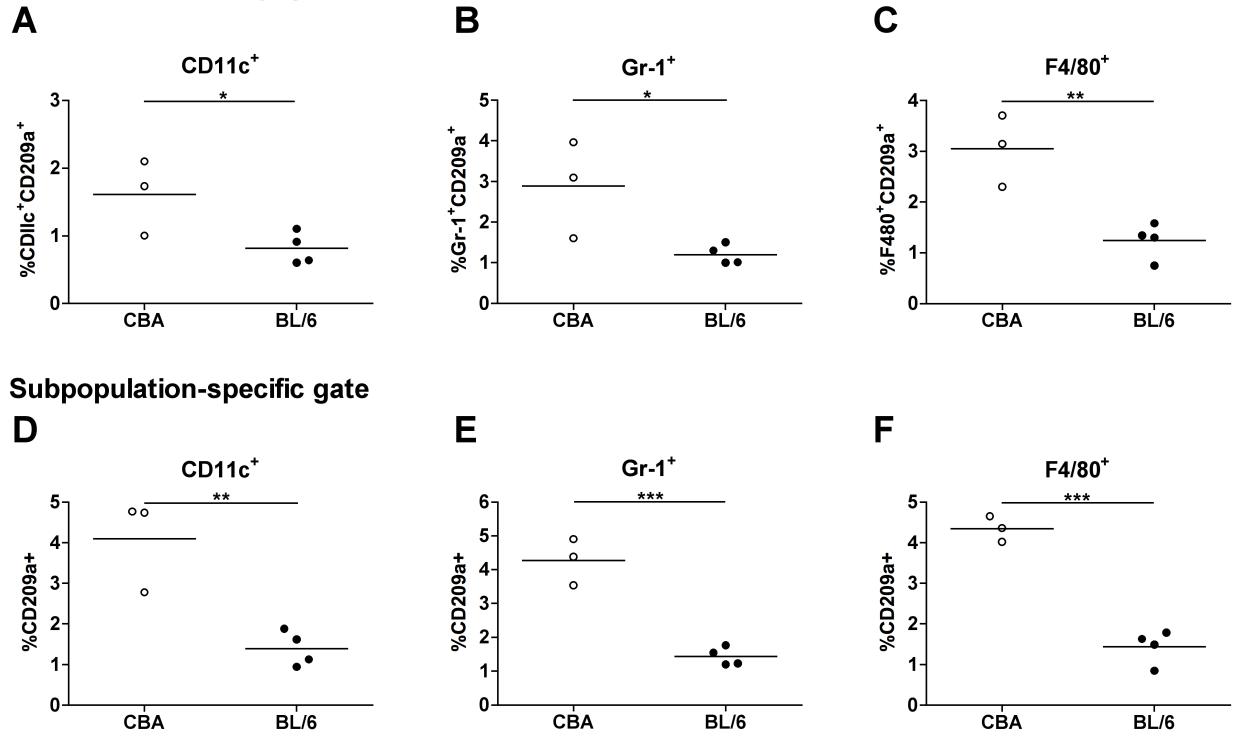 A
B
C
CD11c+
Gr-1+
F4/80+
*
*
**
%CDIIc+CD209a+
%Gr-1+CD209a+
%F480+CD209a+
3
2
1
0
5
4
3
2
1
0
4
3
2
1
0
CBA
BL/6
CBA
BL/6
CBA
BL/6
Subpopulation-specific gate
D
E
F
CD11c+
Gr-1+
F4/80+
**
***
***
%CD209a+
%CD209a+
%CD209a+
5
4
3
2
1
0
6
5
4
3
2
1
0
5
4
3
2
1
0
CBA
BL/6
CBA
BL/6
CBA
BL/6